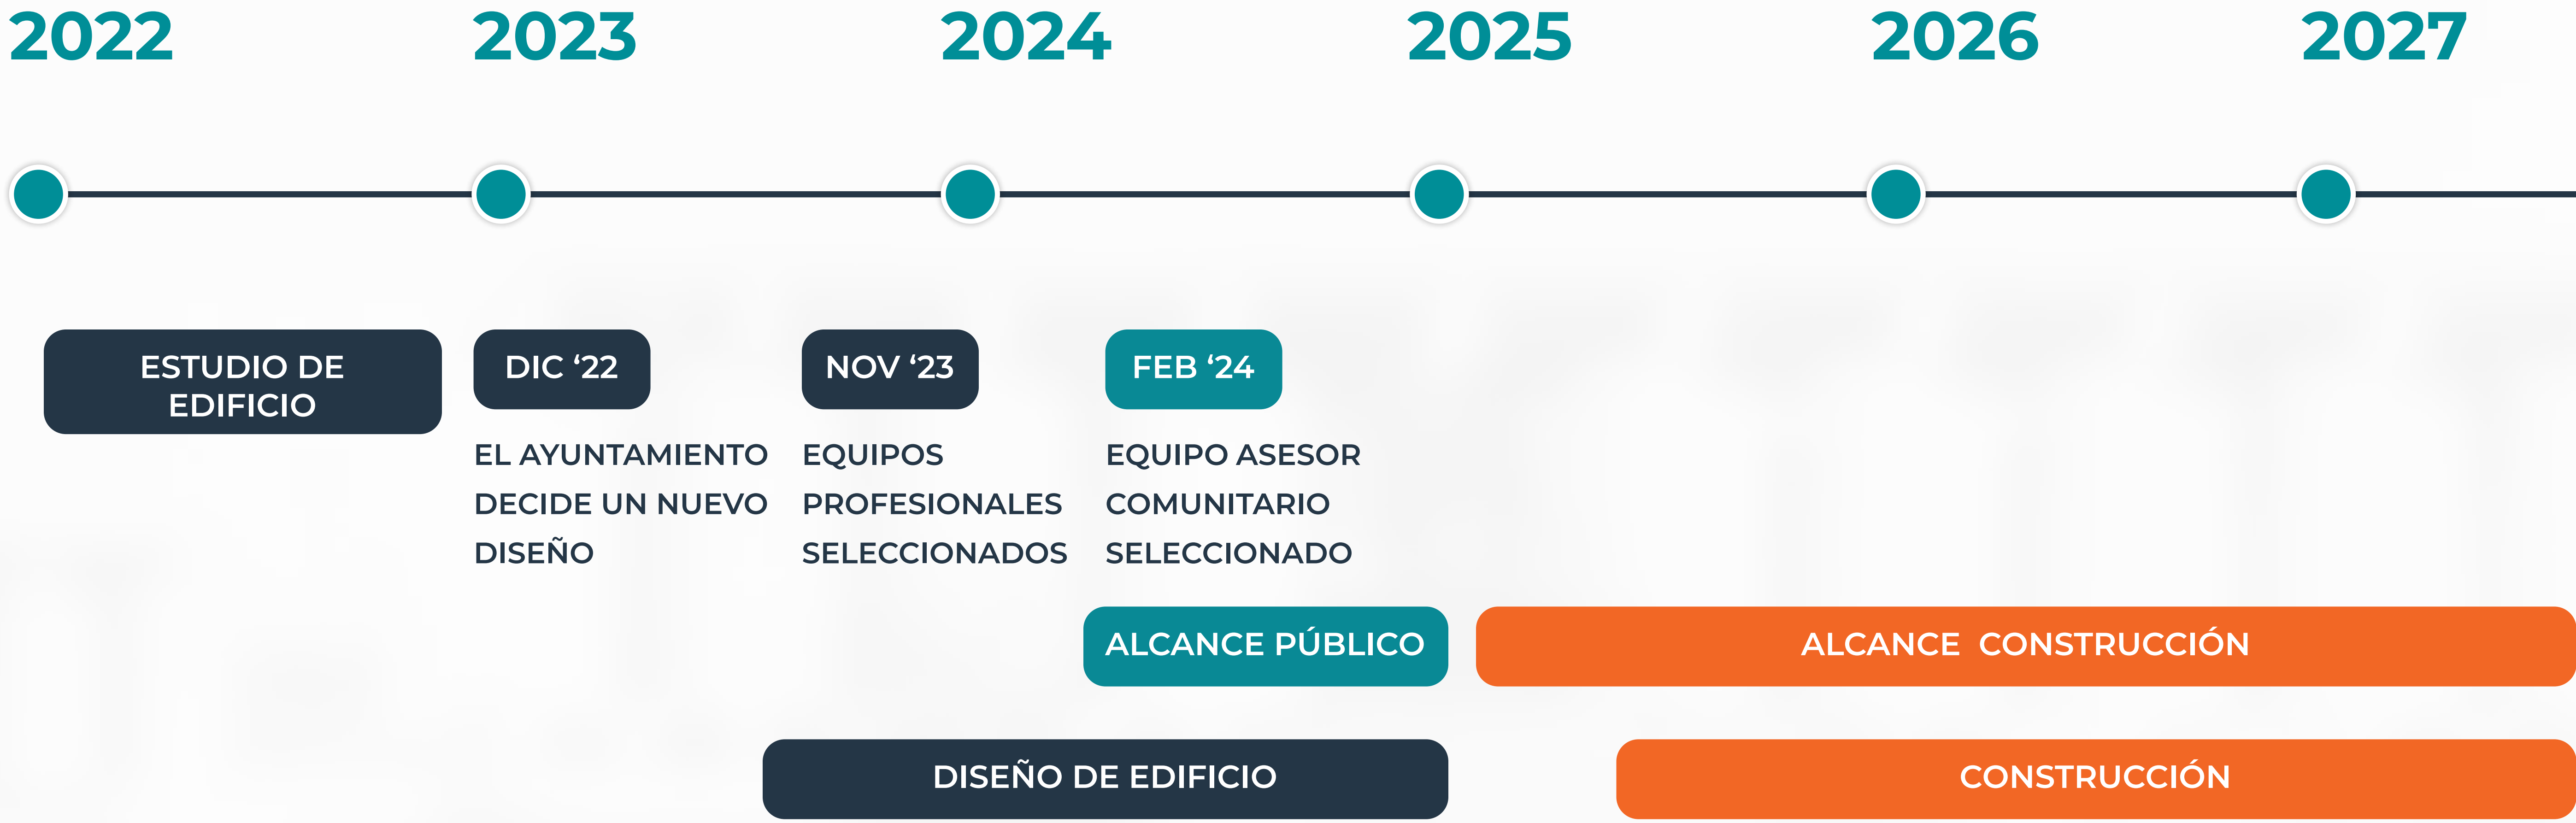 2022
2023
2024
2025
2026
2027
ESTUDIO DE
EDIFICIO
DIC ‘22
EL AYUNTAMIENTO
DECIDE UN NUEVO
DISEÑO
NOV ‘23
EQUIPOS
PROFESIONALES
SELECCIONADOS
FEB ‘24
EQUIPO ASESOR
COMUNITARIO
SELECCIONADO
ALCANCE PÚBLICO
ALCANCE  CONSTRUCCIÓN
DISEÑO DE EDIFICIO
CONSTRUCCIÓN